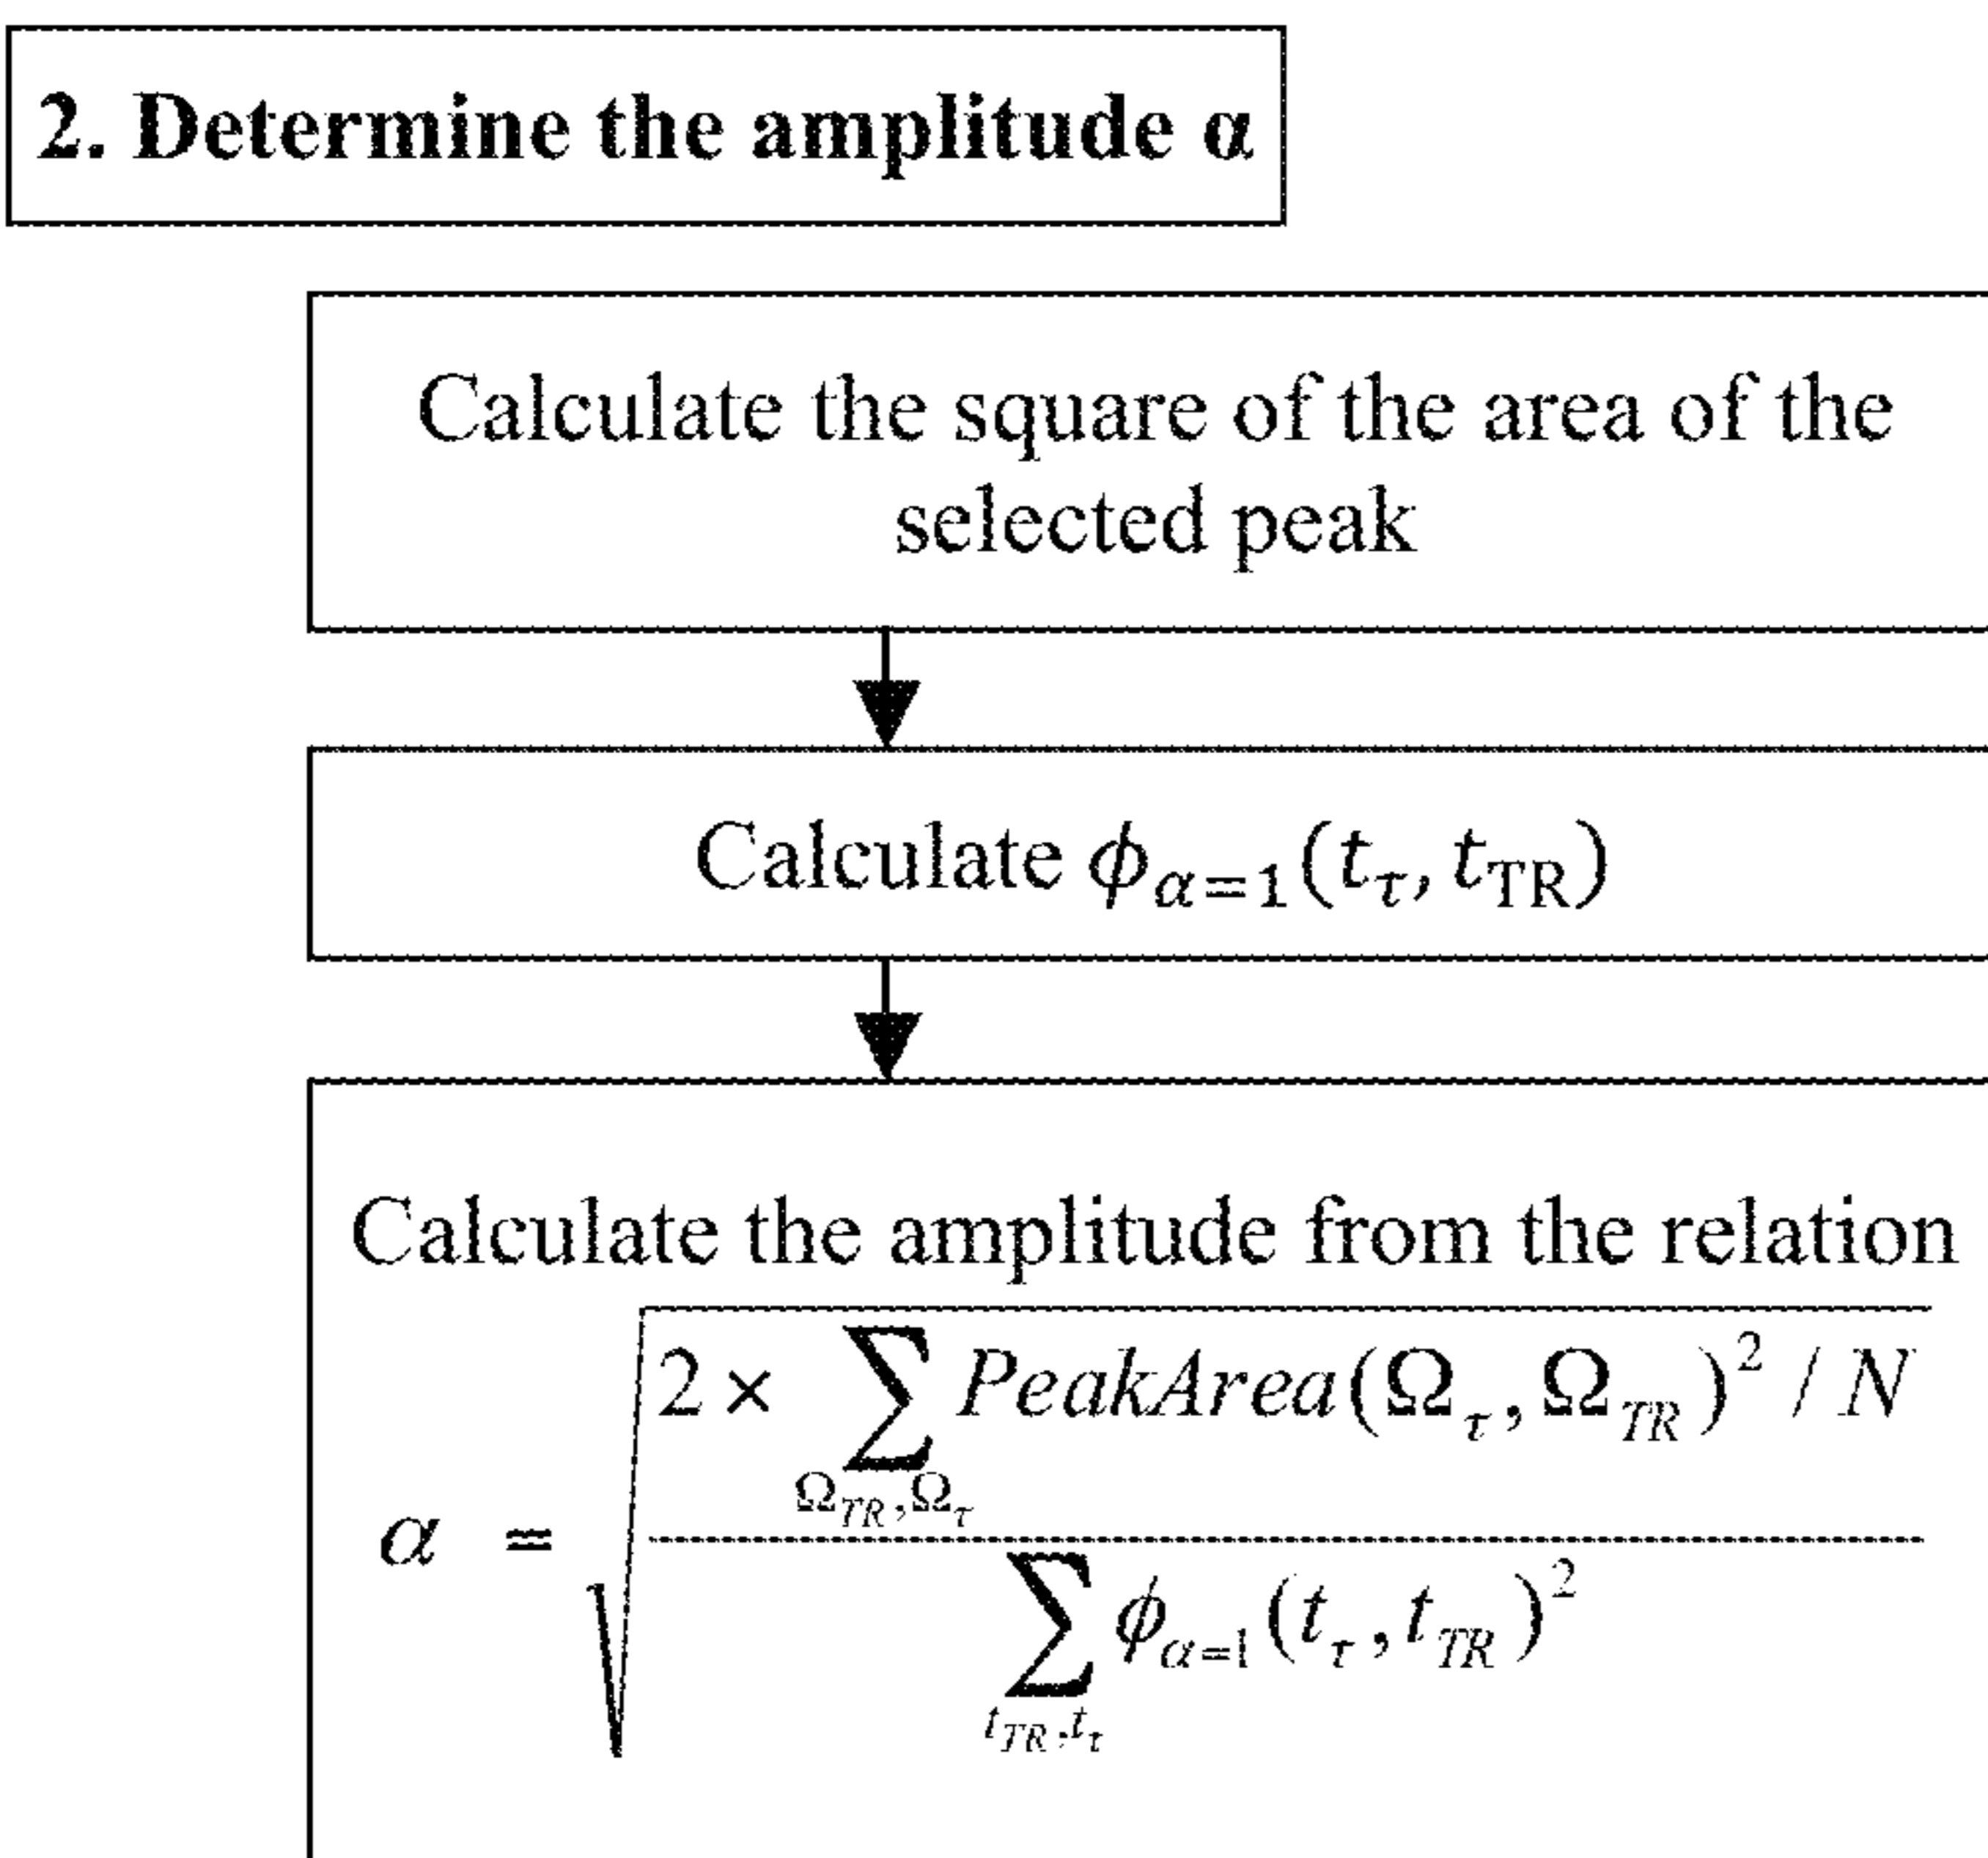 2. Determine the amplitude α
Calculate the square of the area of the
selected peak
Calculate ϕ_{α=1}(t_τ, t_TR)
Calculate the amplitude from the relation
α = √(2 × ∑_{Ω_TR,Ω_τ} PeakArea(Ω_τ, Ω_TR)² / N / ∑_{t_TR,t_τ} ϕ_{α=1}(t_τ, t_TR)²)